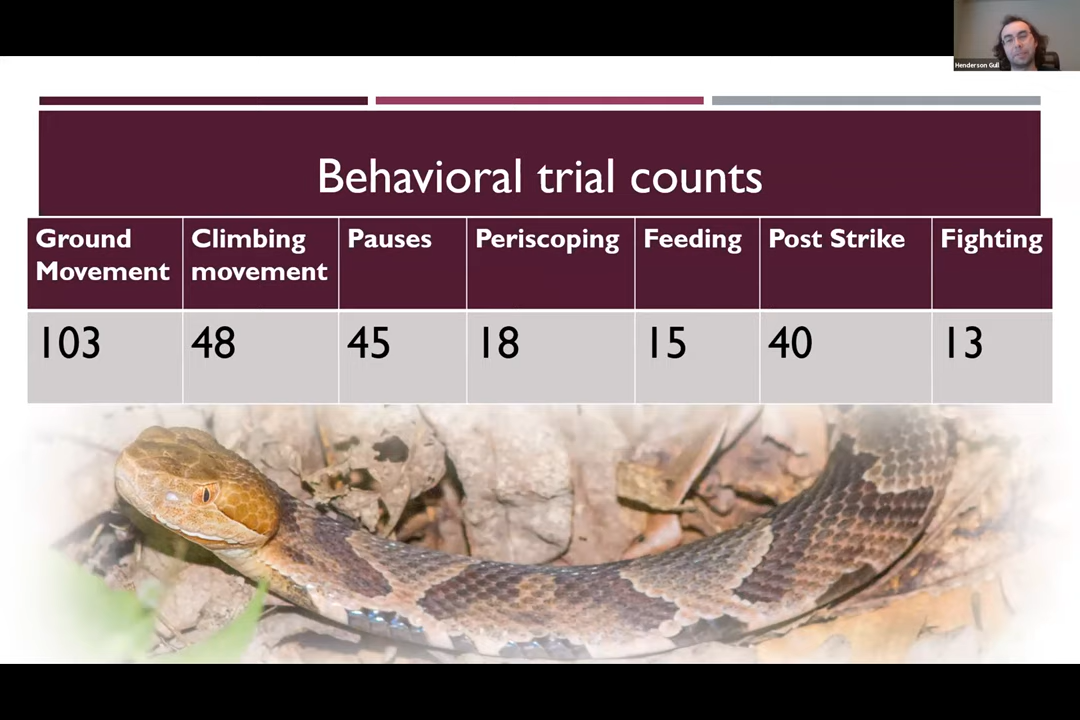 Henderson Gull
Behavioral trial counts
Ground
Movement
Climbing
movement
Pauses
Periscoping
Feeding
Post Strike
Fighting
103
48
45
18
15
40
13